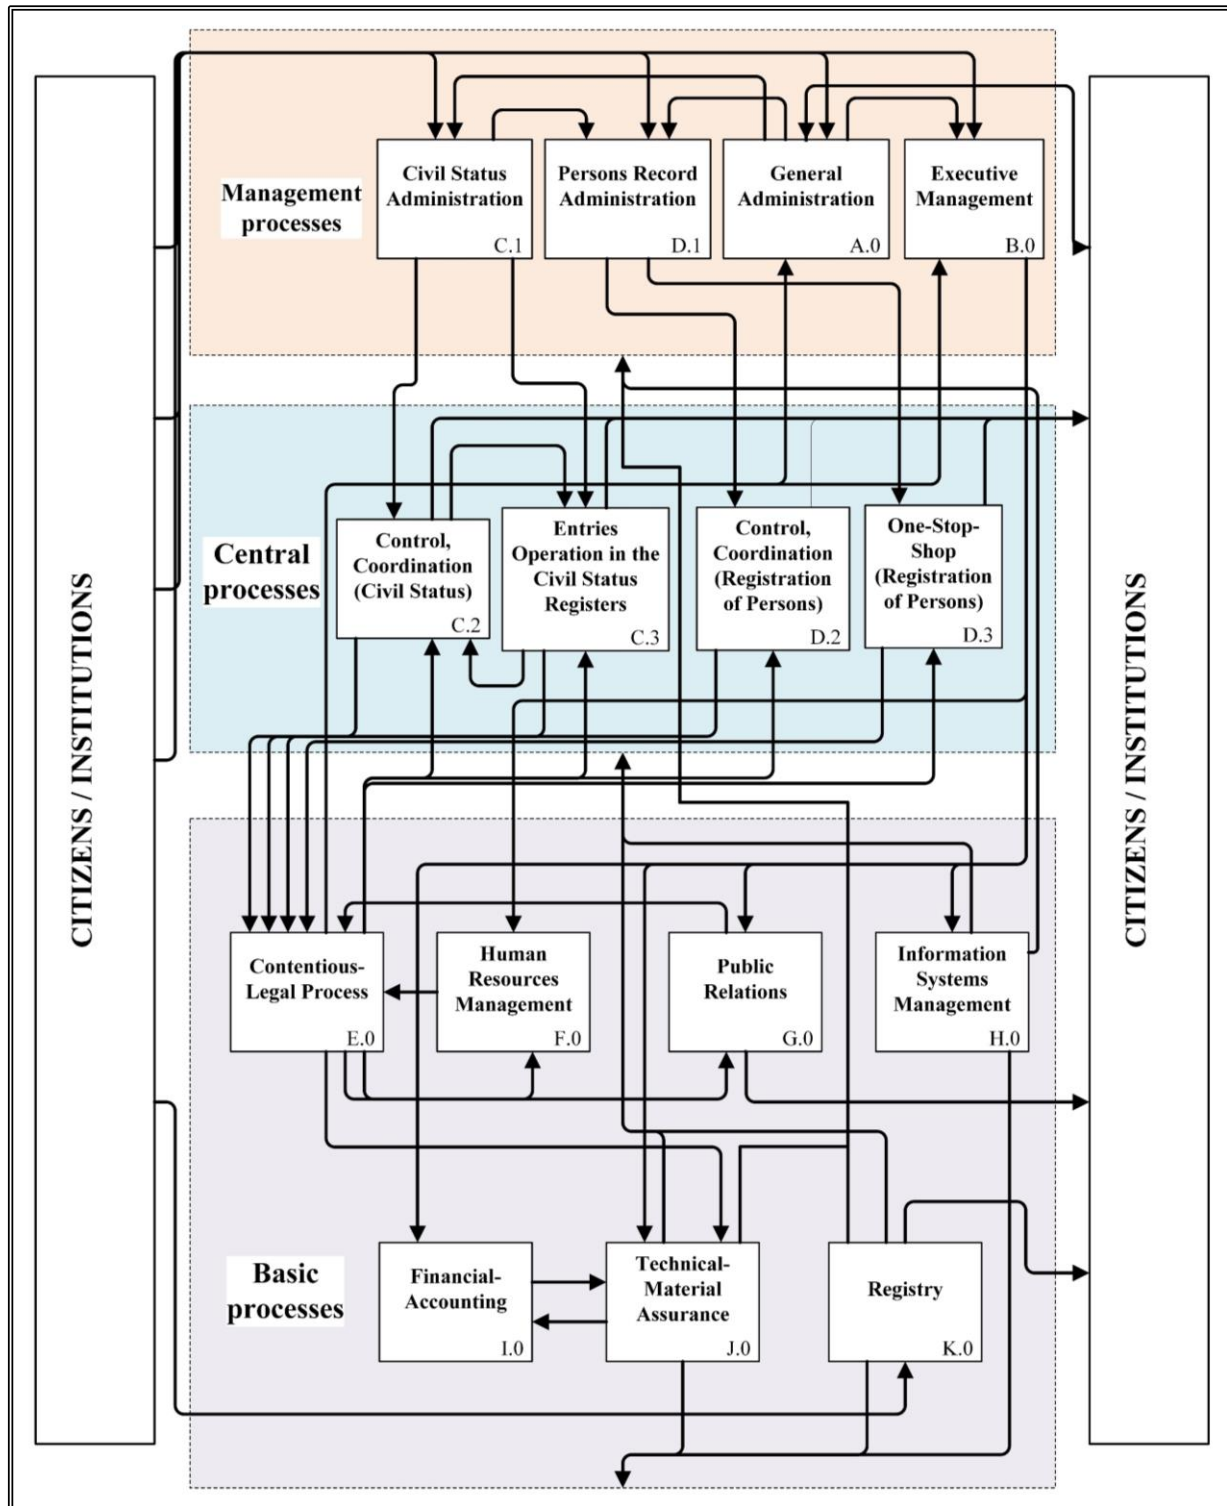 CITIZENS / INSTITUTIONS
Management
processes
Civil Status
Administration
C.1
Persons Record
Administration
D.1
General
Administration
A.0
Executive
Management
B.0
Central
processes
Control,
Coordination
(Civil Status)
C.2
Entries
Operation in the
Civil Status
Registers
C.3
Control,
Coordination
(Registration
of Persons)
D.2
One-Stop-
Shop
(Registration
of Persons)
D.3
Contentious-
Legal Process
E.0
Human
Resources
Management
F.0
Public
Relations
G.0
Information
Systems
Management
H.0
Basic
processes
Financial-
Accounting
I.0
Technical-
Material
Assurance
J.0
Registry
K.0
CITIZENS / INSTITUTIONS